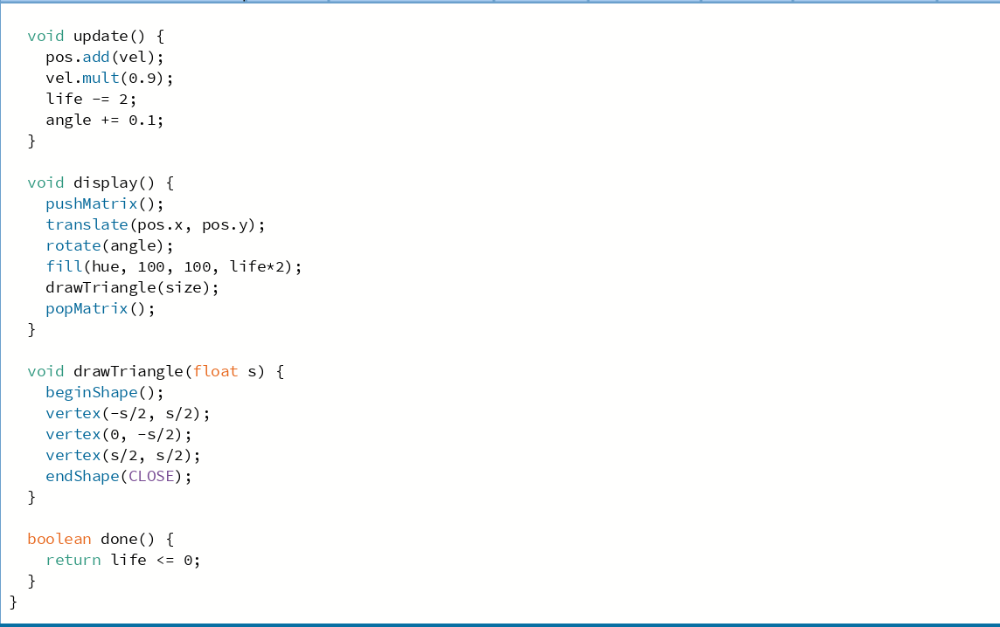 void update() {
pos.add(vel);
vel.mult(0.9);
life -= 2;
angle += 0.1;
}
void display() {
pushMatrix();
translate(pos.x, pos.y);
rotate(angle);
fill(hue, 100, 100, life*2);
drawTriangle(size);
popMatrix();
}
void drawTriangle(float s) {
beginShape();
vertex(-s/2, s/2);
vertex(0, -s/2);
vertex(s/2, s/2);
endShape(CLOSE);
}
boolean done() {
return life <= 0;
}
}